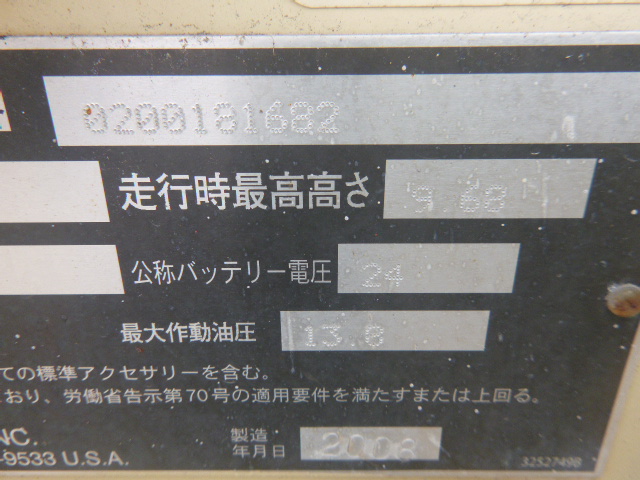 0200181682
走行時最高高さ
公称バッテリー電圧 24
最大作動油圧 13.8
ての標準アクセサリーを含む。
おり、労働省告示第70号の適用要件を満たすまたは上回る。
NC. 製造
-9533 U.S.A. 年月日 2008
3252749B